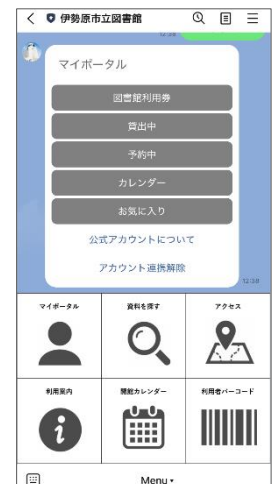 伊勢原市立図書館
12:38
マイポータル
図書館利用券
貸出中
予約中
カレンダー
お気に入り
公式アカウントについて
アカウント連携解除
12:38
マイポータル
資料を探す
アクセス
利用案内
開館カレンダー
利用者バーコード
Menu